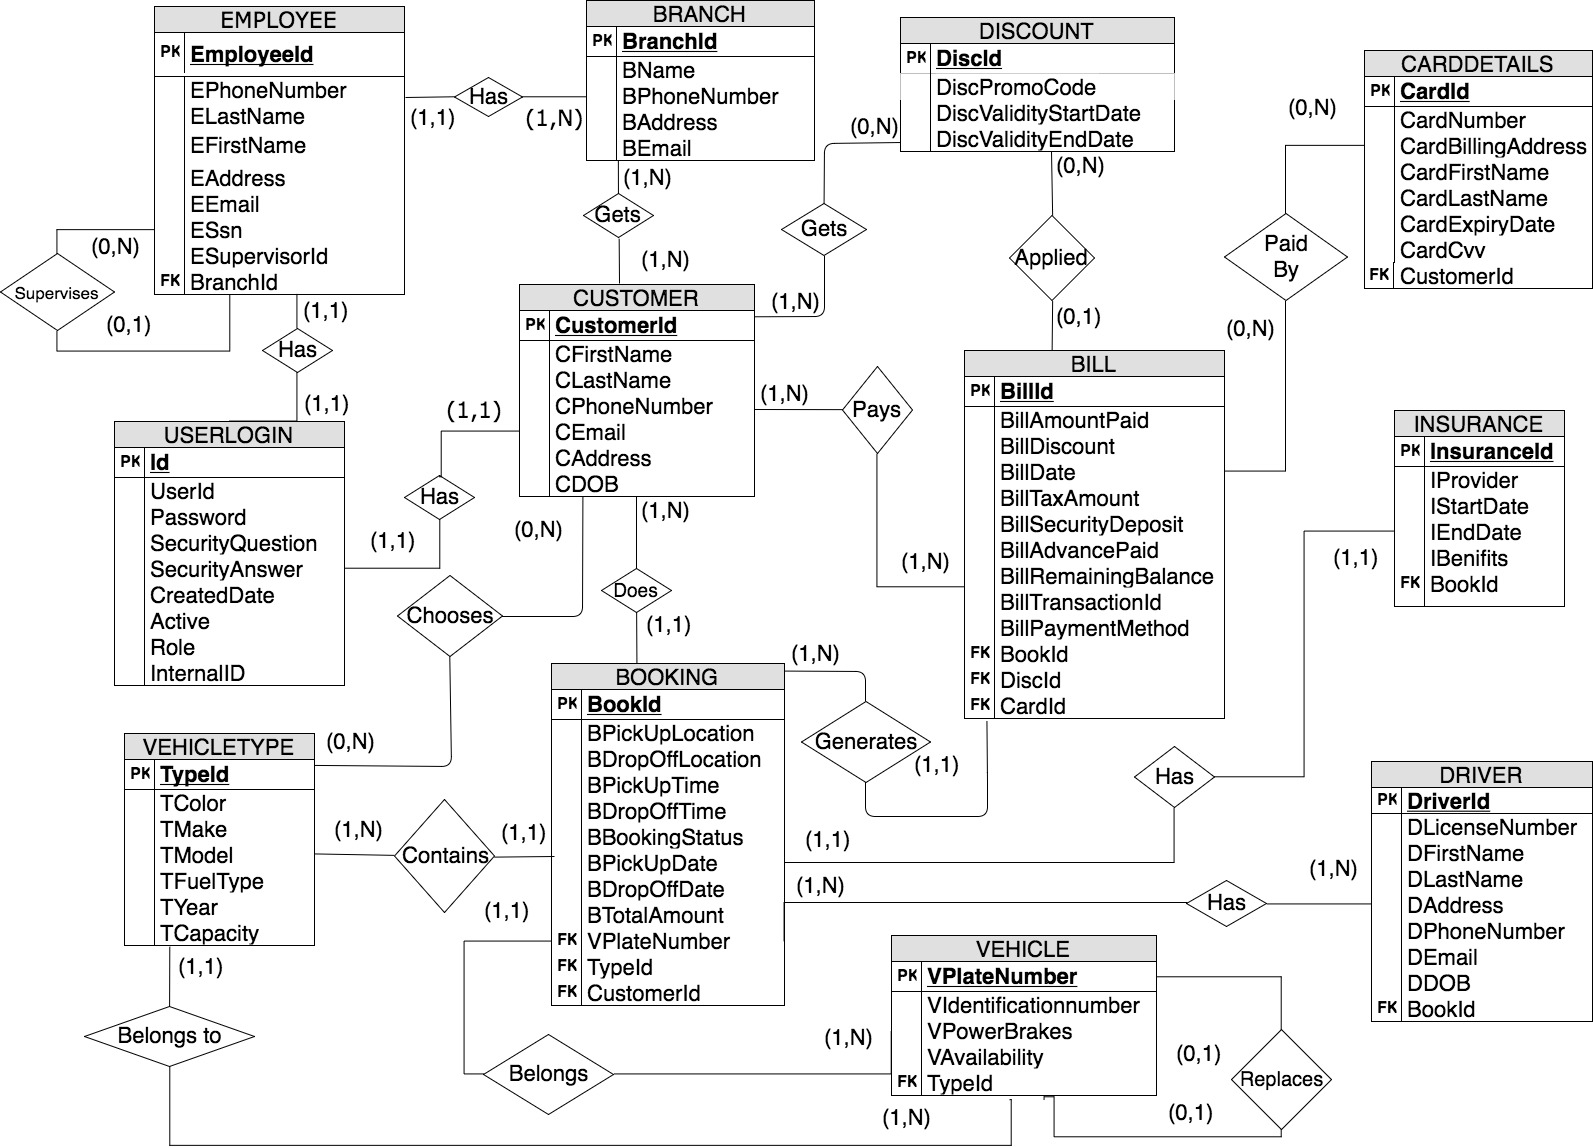 EMPLOYEE
PK EmployeeId
EPhoneNumber
ELastName
EFirstName
EAddress
EEmail
ESsn
ESupervisorId
FK BranchId
(1,1)
Has
(1,N)
BRANCH
PK BranchId
BName
BPhoneNumber
BAddress
BEmail
(1,N)
Gets
(1,N)
DISCOUNT
PK DiscId
DiscPromoCode
DiscValidityStartDate
DiscValidityEndDate
(0,N)
Gets
(1,N)
(0,N)
Applied
(0,1)
CARDDETAILS
PK CardId
CardNumber
CardBillingAddress
CardFirstName
CardLastName
CardExpiryDate
CardCvv
FK CustomerId
(0,N)
Paid
By
(0,N)
(0,N)
Supervises
(0,1)
(1,1)
Has
(1,1)
CUSTOMER
PK CustomerId
CFirstName
CLastName
CPhoneNumber
CEmail
CAddress
CDOB
(1,N)
Pays
(1,N)
BILL
PK BillId
BillAmountPaid
BillDiscount
BillDate
BillTaxAmount
BillSecurityDeposit
BillAdvancePaid
BillRemainingBalance
BillTransactionId
BillPaymentMethod
FK BookId
FK DiscId
FK CardId
INSURANCE
PK InsuranceId
IProvider
IStartDate
IEndDate
IBenifits
FK BookId
(1,1)
Has
(1,1)
USERLOGIN
PK Id
UserId
Password
SecurityQuestion
SecurityAnswer
CreatedDate
Active
Role
InternalID
(1,1)
Has
(1,1)
(0,N)
Chooses
(0,N)
(1,N)
Does
(1,1)
BOOKING
PK BookId
BPickUpLocation
BDropOffLocation
BPickUpTime
BDropOffTime
BBookingStatus
BPickUpDate
BDropOffDate
BTotalAmount
FK VPlateNumber
FK TypeId
FK CustomerId
(1,N)
Generates
(1,1)
VEHICLETYPE
PK TypeId
TColor
TMake
TModel
TFuelType
TYear
TCapacity
(1,N)
Contains
(1,1)
(1,N)
Has
(1,N)
DRIVER
PK DriverId
DLicenseNumber
DFirstName
DLastName
DAddress
DPhoneNumber
DEmail
DDOB
FK BookId
(1,1)
Belongs
(1,N)
VEHICLE
PK VPlateNumber
VIdentificationnumber
VPowerBrakes
VAvailability
FK TypeId
(0,1)
Replaces
(0,1)
(1,1)
Belongs to
(1,N)